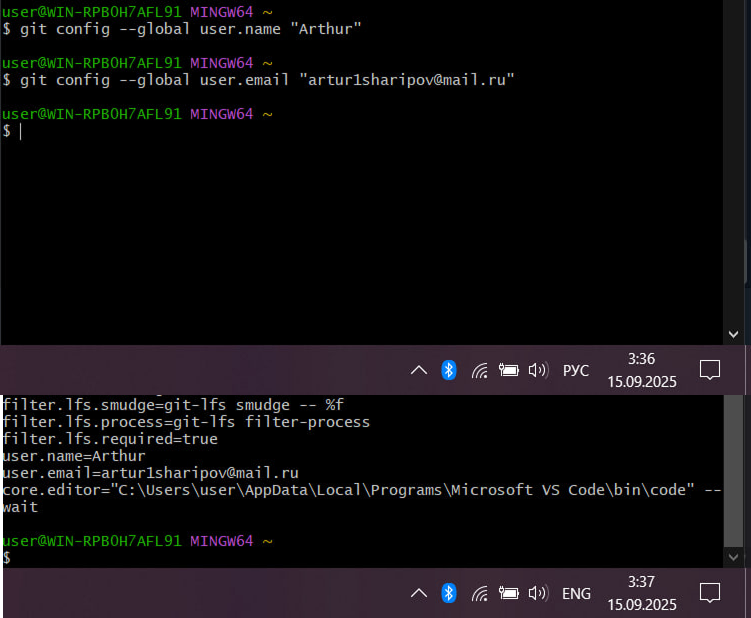 user@WIN-RPBOH7AFL91 MINGW64 ~
$ git config --global user.name "Arthur"
user@WIN-RPBOH7AFL91 MINGW64 ~
$ git config --global user.email "artur1sharipov@mail.ru"
user@WIN-RPBOH7AFL91 MINGW64 ~
$
3:36
РУС
15.09.2025
filter.lfs.smudge=git-lfs smudge -- %f
filter.lfs.process=git-lfs filter-process
filter.lfs.required=true
user.name=Arthur
user.email=artur1sharipov@mail.ru
core.editor="C:\Users\user\AppData\Local\Programs\Microsoft VS Code\bin\code" --
wait
user@WIN-RPBOH7AFL91 MINGW64 ~
$
3:37
ENG
15.09.2025